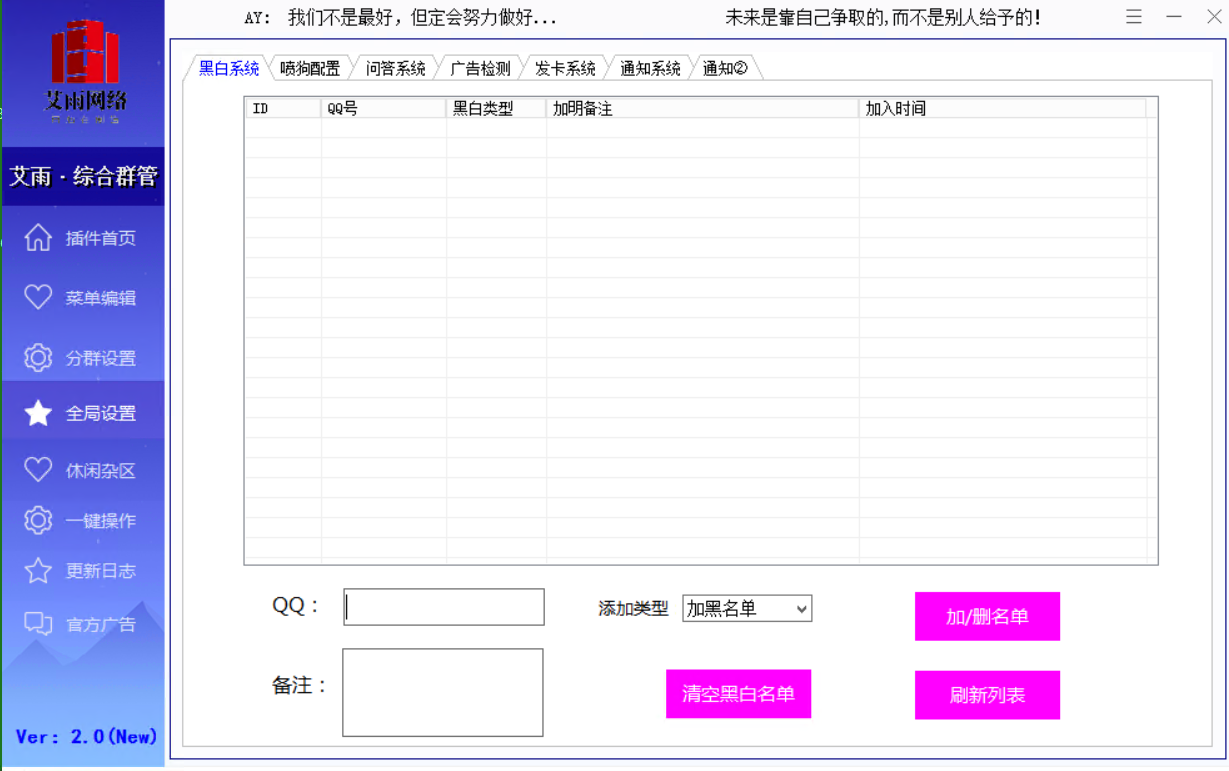 AY: 我们不是最好，但定会努力做好...
未来是靠自己争取的,而不是别人给予的!
艾雨网络
艾雨·综合群管
插件首页
菜单编辑
分群设置
全局设置
休闲杂区
一键操作
更新日志
官方广告
Ver: 2.0(New)
黑白系统 喷狗配置 问答系统 广告检测 发卡系统 通知系统 通知②
ID QQ号 黑白类型 加明备注 加入时间
QQ： 添加类型 加黑名单 加/删名单
备注： 清空黑白名单 刷新列表